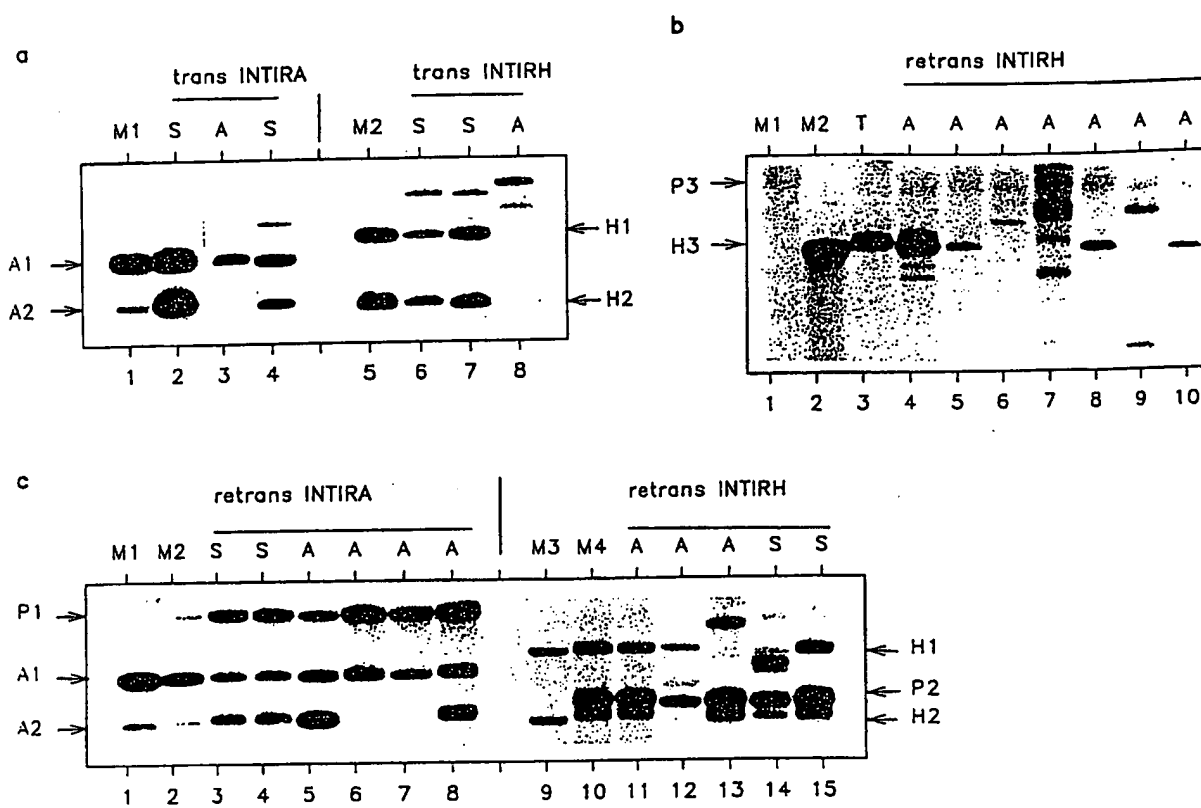 a
trans INTIRA trans INTIRH
M1 S A S M2 S S A
A1
A2
H1
H2
1 2 3 4 5 6 7 8
b
retrans INTIRH
M1 M2 T A A A A A A A
P3
H3
1 2 3 4 5 6 7 8 9 10
c
retrans INTIRA retrans INTIRH
M1 M2 S S A A A A M3 M4 A A A S S
P1
A1
A2
H1
P2
H2
1 2 3 4 5 6 7 8 9 10 11 12 13 14 15